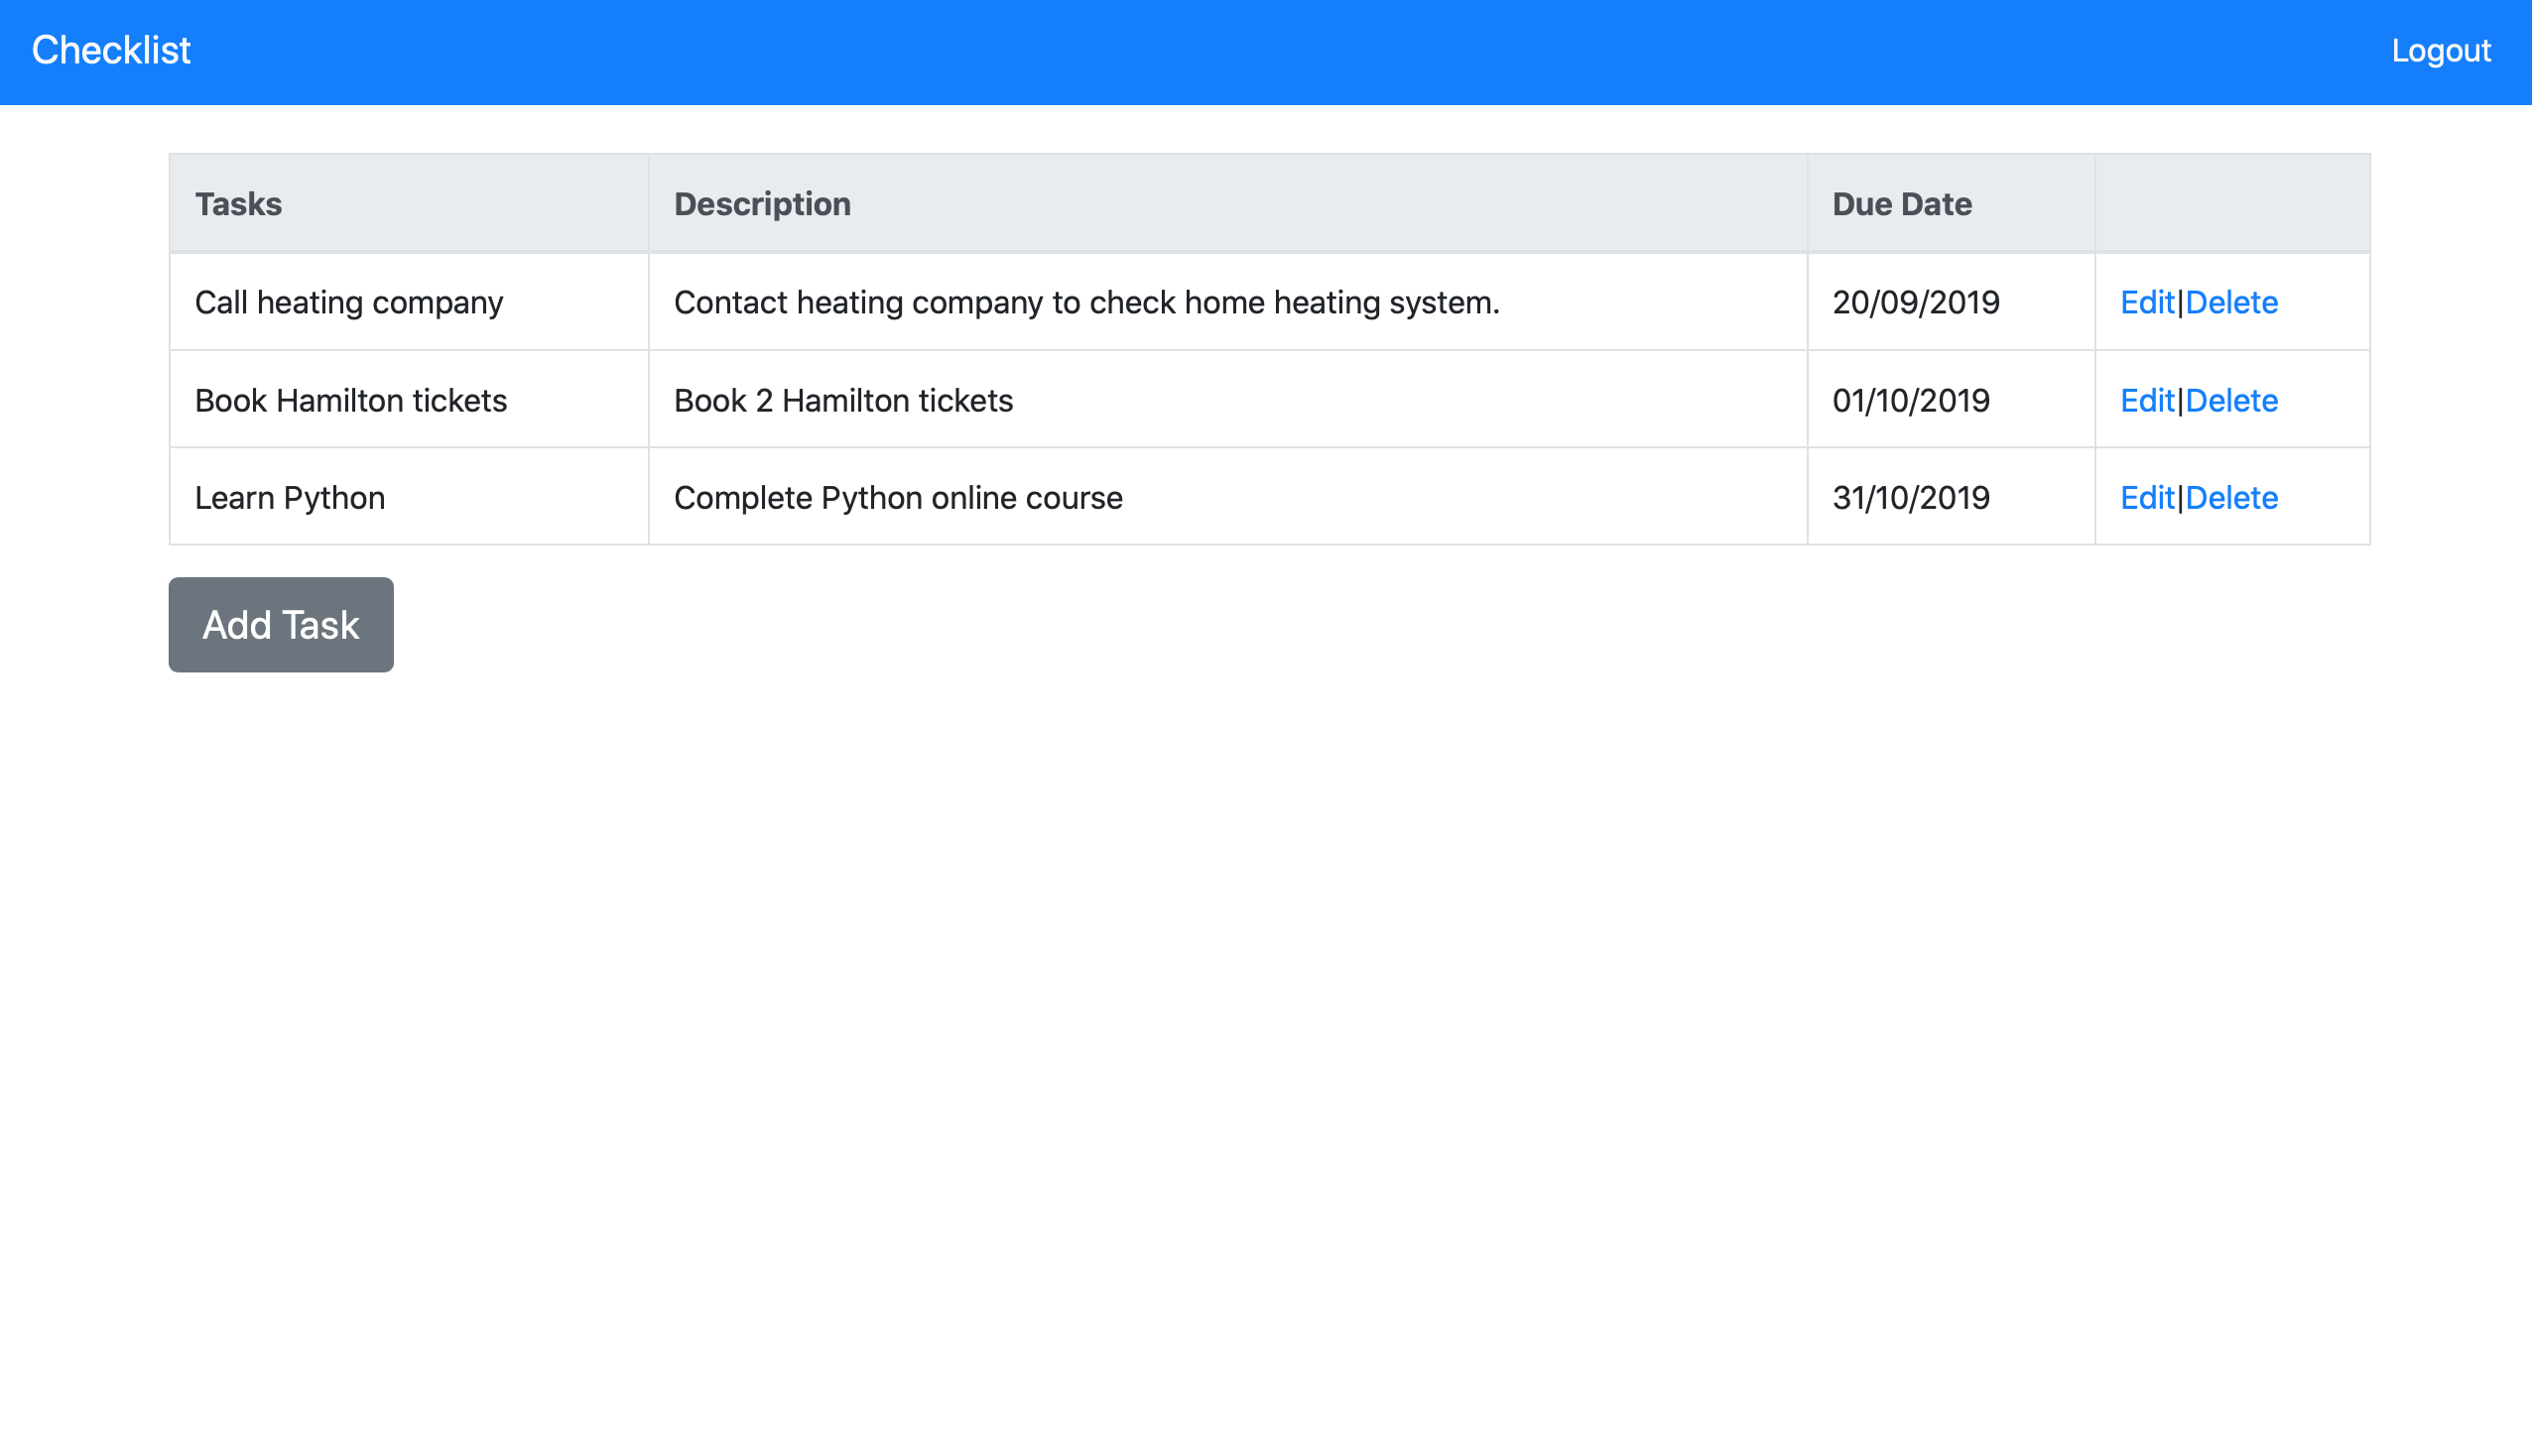 Checklist Logout
Tasks Description Due Date
Call heating company Contact heating company to check home heating system. 20/09/2019 Edit|Delete
Book Hamilton tickets Book 2 Hamilton tickets 01/10/2019 Edit|Delete
Learn Python Complete Python online course 31/10/2019 Edit|Delete
Add Task